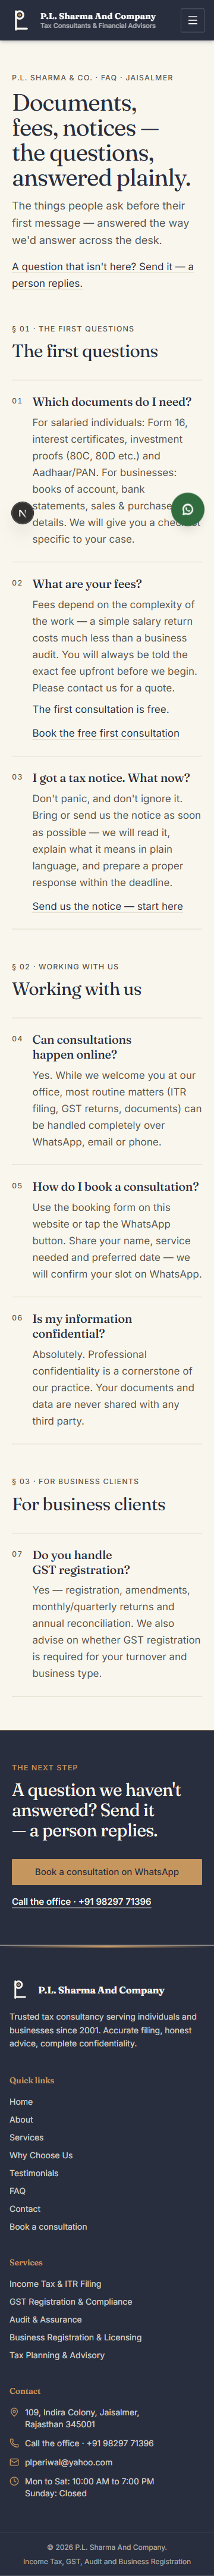 P.L. Sharma And Company
Tax Consultants & Financial Advisors
P.L. SHARMA & CO. · FAQ · JAISALMER
Documents,
fees, notices —
the questions,
answered plainly.
The things people ask before their
first message — answered the way
we'd answer across the desk.
A question that isn't here? Send it — a
person replies.
§ 01 · THE FIRST QUESTIONS
The first questions
01 Which documents do I need?
For salaried individuals: Form 16,
interest certificates, investment
proofs (80C, 80D etc.) and
Aadhaar/PAN. For businesses:
books of account, bank
statements, sales & purchase
details. We will give you a
specific to your case.
N
02 What are your fees?
Fees depend on the complexity of
the work — a simple salary return
costs much less than a business
audit. You will always be told the
exact fee upfront before we begin.
Please contact us for a quote.
The first consultation is free.
Book the free first consultation
03 I got a tax notice. What now?
Don't panic, and don't ignore it.
Bring or send us the notice as soon
as possible — we will read it,
explain what it means in plain
language, and prepare a proper
response within the deadline.
Send us the notice — start here
§ 02 · WORKING WITH US
Working with us
04 Can consultations
happen online?
Yes. While we welcome you at our
office, most routine matters (ITR
filing, GST returns, documents) can
be handled completely over
WhatsApp, email or phone.
05 How do I book a consultation?
Use the booking form on this
website or tap the WhatsApp
button. Share your name, service
needed and preferred date — we
will confirm your slot on WhatsApp.
06 Is my information
confidential?
Absolutely. Professional
confidentiality is a cornerstone of
our practice. Your documents and
data are never shared with any
third party.
§ 03 · FOR BUSINESS CLIENTS
For business clients
07 Do you handle
GST registration?
Yes — registration, amendments,
monthly/quarterly returns and
annual reconciliation. We also
advise on whether GST registration
is required for your turnover and
business type.
THE NEXT STEP
A question we haven't
answered? Send it
— a person replies.
Book a consultation on WhatsApp
Call the office · +91 98297 71396
P.L. Sharma And Company
Trusted tax consultancy serving individuals and
businesses since 2001. Accurate filing, honest
advice, complete confidentiality.
Quick links
Home
About
Services
Why Choose Us
Testimonials
FAQ
Contact
Book a consultation
Services
Income Tax & ITR Filing
GST Registration & Compliance
Audit & Assurance
Business Registration & Licensing
Tax Planning & Advisory
Contact
109, Indira Colony, Jaisalmer,
Rajasthan 345001
Call the office · +91 98297 71396
plperiwal@yahoo.com
Mon to Sat: 10:00 AM to 7:00 PM
Sunday: Closed
© 2026 P.L. Sharma And Company.
Income Tax, GST, Audit and Business Registration